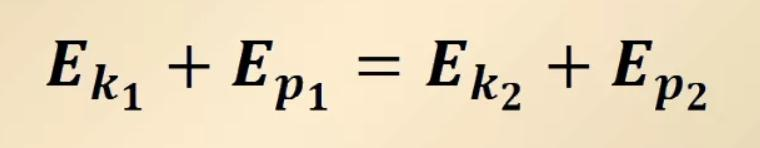 $E_{k_1} + E_{p_1} = E_{k_2} + E_{p_2}$